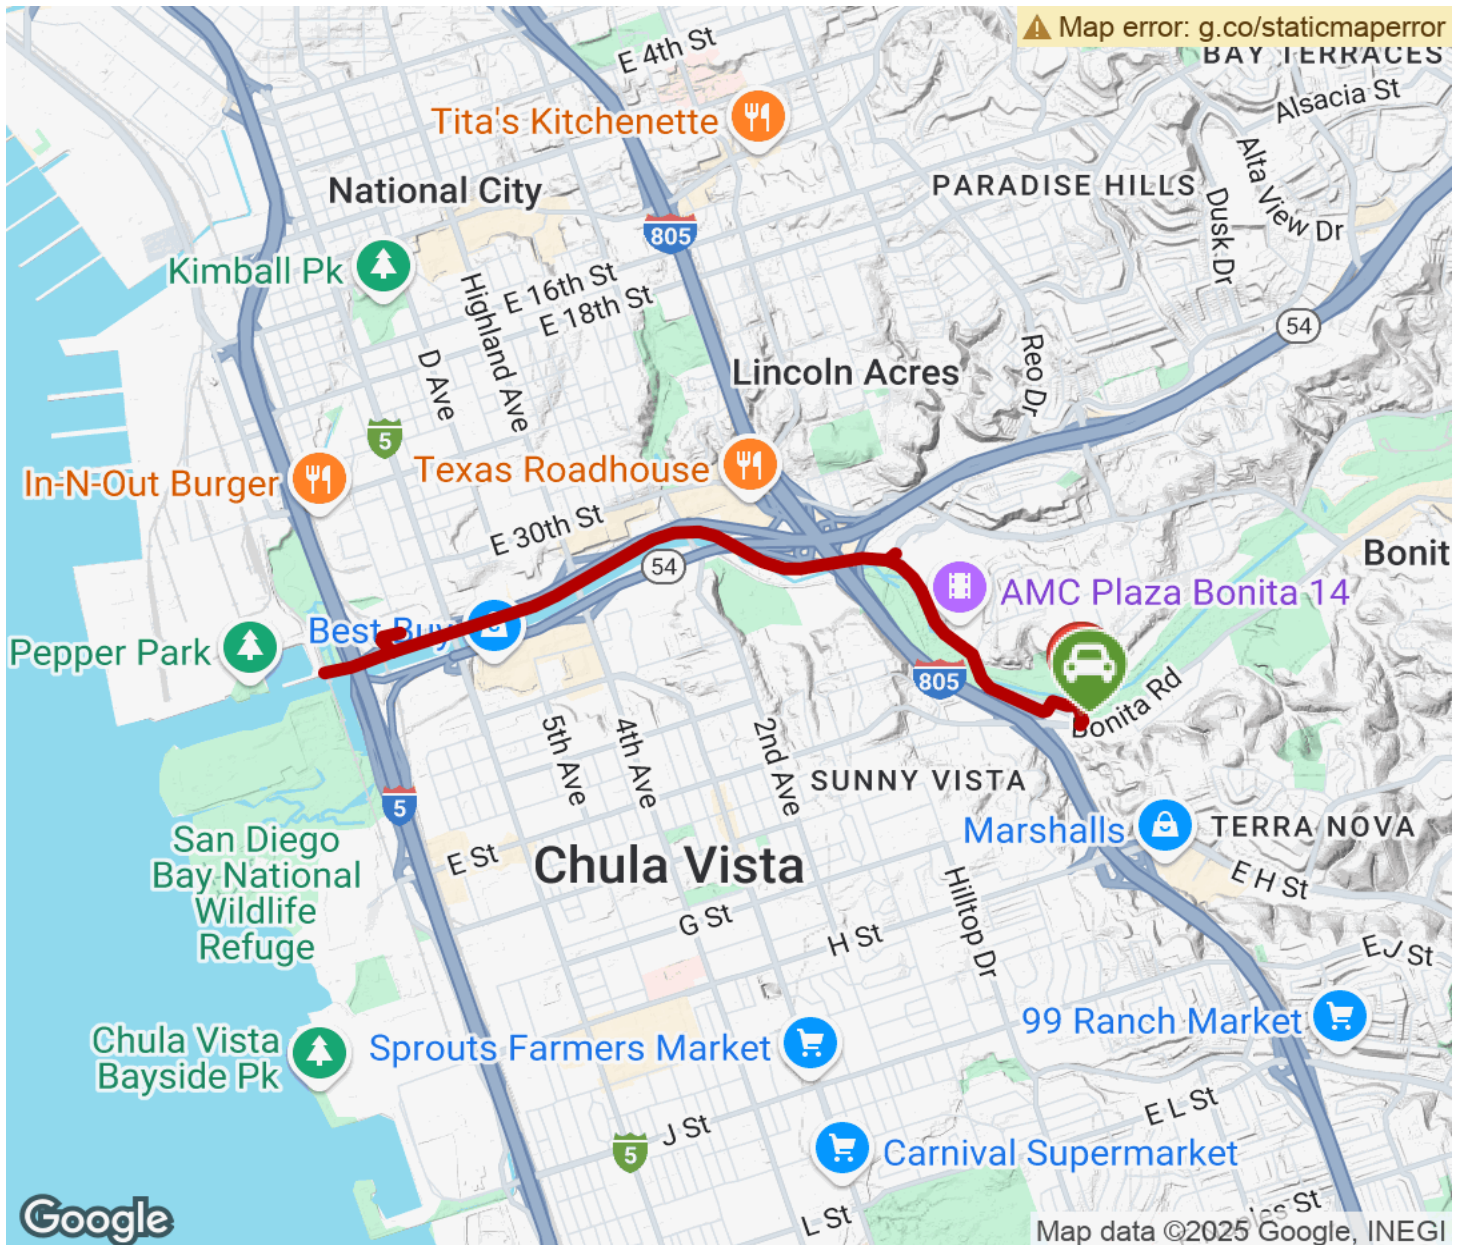 Map error: g.co/staticmaperror
BAY TERRACES
E 4th St
Alsacia St
Tita's Kitchenette
Alta View Dr
National City
PARADISE HILLS
Dusk Dr
805
Kimball Pk
E 16th St
Highland Ave
E 18th St
54
D Ave
Lincoln Acres
Reo Dr
5
Texas Roadhouse
In-N-Out Burger
E 30th St
54
Bonit
AMC Plaza Bonita 14
Best Buy
Pepper Park
805
Bonita Rd
5th Ave
4th Ave
2nd Ave
SUNNY VISTA
5
Marshalls
TERRA NOVA
San Diego
Bay National
Wildlife
Refuge
E St
Chula Vista
E H St
Hilltop Dr
G St
H St
E J St
99 Ranch Market
Chula Vista
Bayside Pk
Sprouts Farmers Market
E L St
J St
5
Carnival Supermarket
L St
Google
Map data ©2025 Google, INEGI